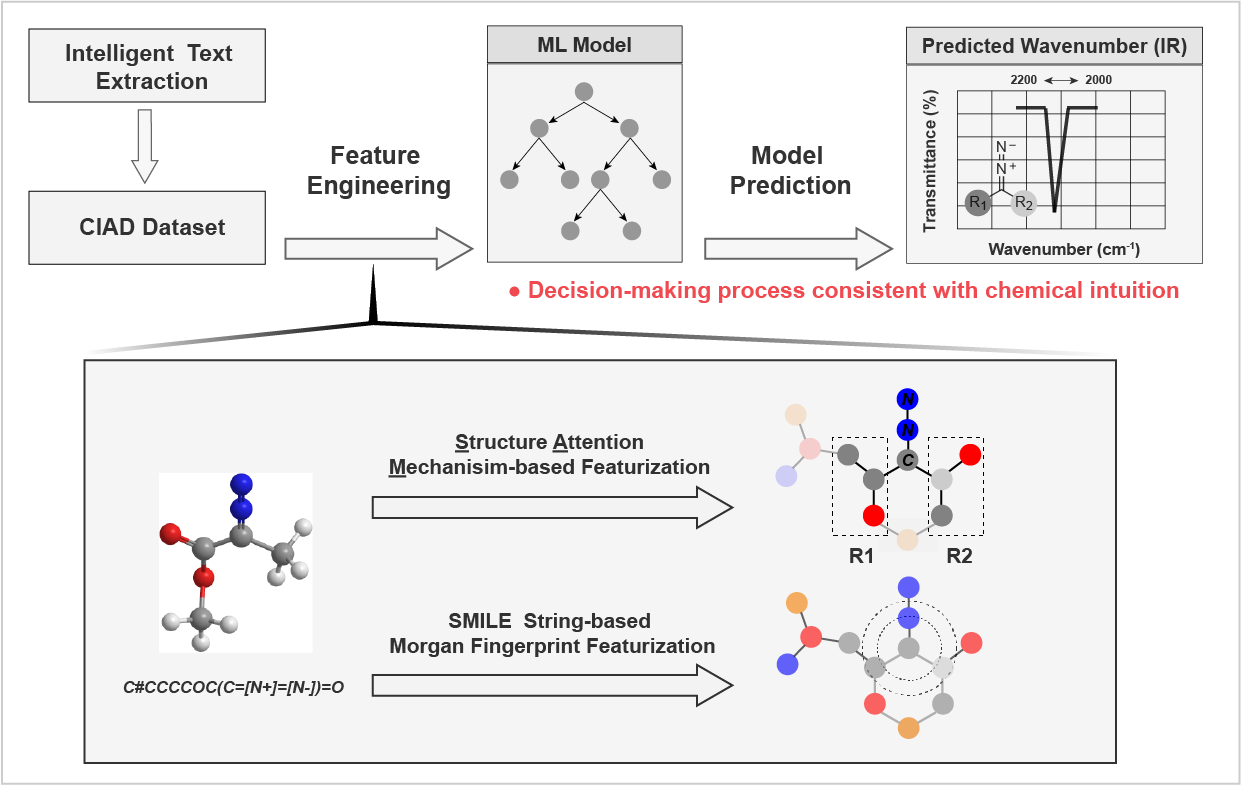 Intelligent Text
Extraction
CIAD Dataset
Feature
Engineering
ML Model
Model
Prediction
Predicted Wavenumber (IR)
2200 ←→ 2000
Transmittance (%)
N⁻
N⁺
R₁
R₂
Wavenumber (cm⁻¹)
• Decision-making process consistent with chemical intuition
Structure Attention
Mechanisim-based Featurization
N
N
C
R1
R2
SMILE String-based
Morgan Fingerprint Featurization
C#CCCCOC(C=[N+]=[N-])=O